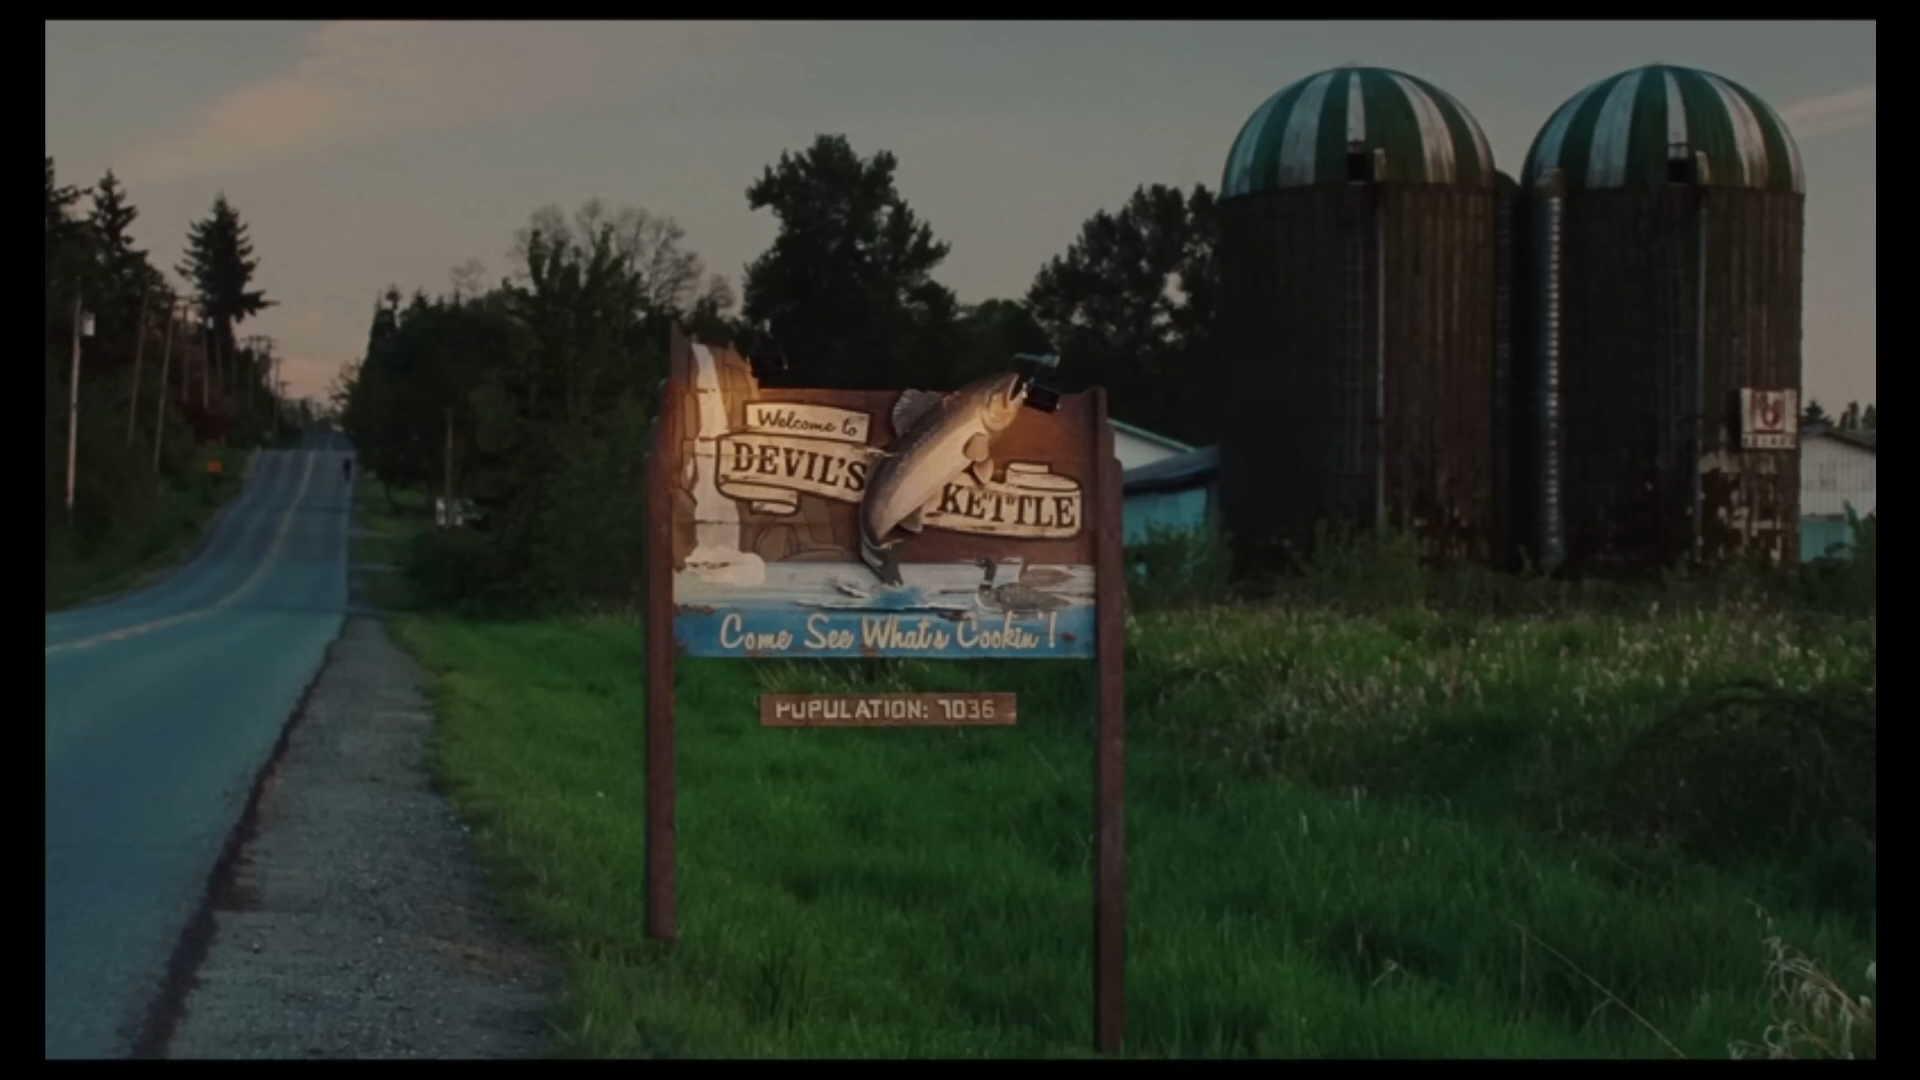 Welcome to
DEVIL'S
KETTLE
Come See What's Cookin'!
POPULATION: 7036